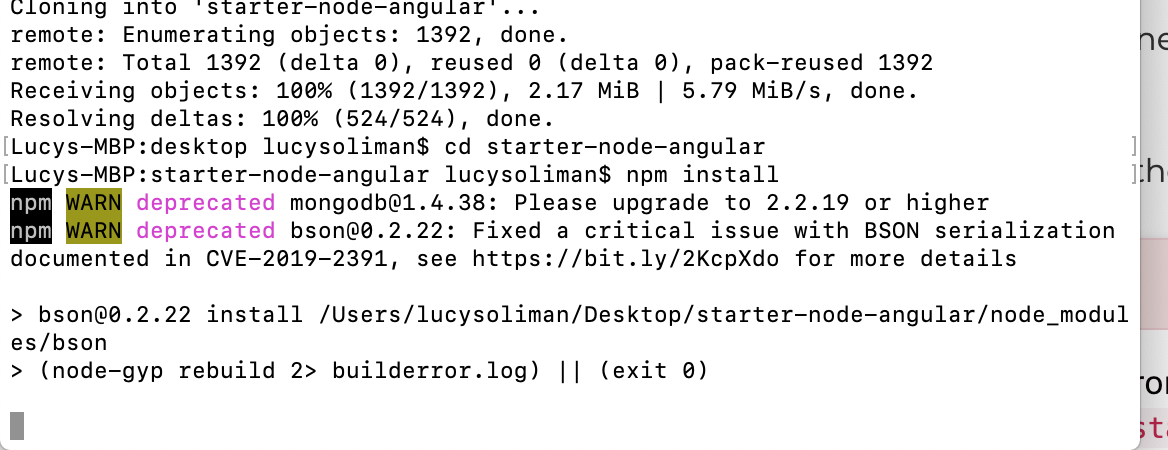 Cloning into 'starter-node-angular'...
remote: Enumerating objects: 1392, done.
remote: Total 1392 (delta 0), reused 0 (delta 0), pack-reused 1392
Receiving objects: 100% (1392/1392), 2.17 MiB | 5.79 MiB/s, done.
Resolving deltas: 100% (524/524), done.
[Lucys-MBP:desktop lucysoliman$ cd starter-node-angular ]
[Lucys-MBP:starter-node-angular lucysoliman$ npm install ]
npm WARN deprecated mongodb@1.4.38: Please upgrade to 2.2.19 or higher
npm WARN deprecated bson@0.2.22: Fixed a critical issue with BSON serialization
documented in CVE-2019-2391, see https://bit.ly/2KcpXdo for more details
> bson@0.2.22 install /Users/lucysoliman/Desktop/starter-node-angular/node_modul
es/bson
> (node-gyp rebuild 2> builderror.log) || (exit 0)